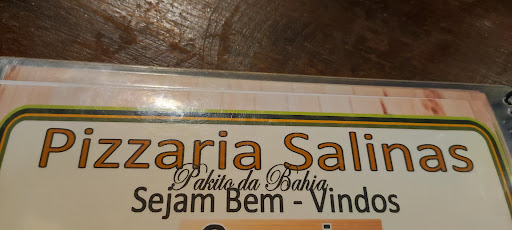 Pizzaria Salinas
Pakito da Bahia
Sejam Bem - Vindos